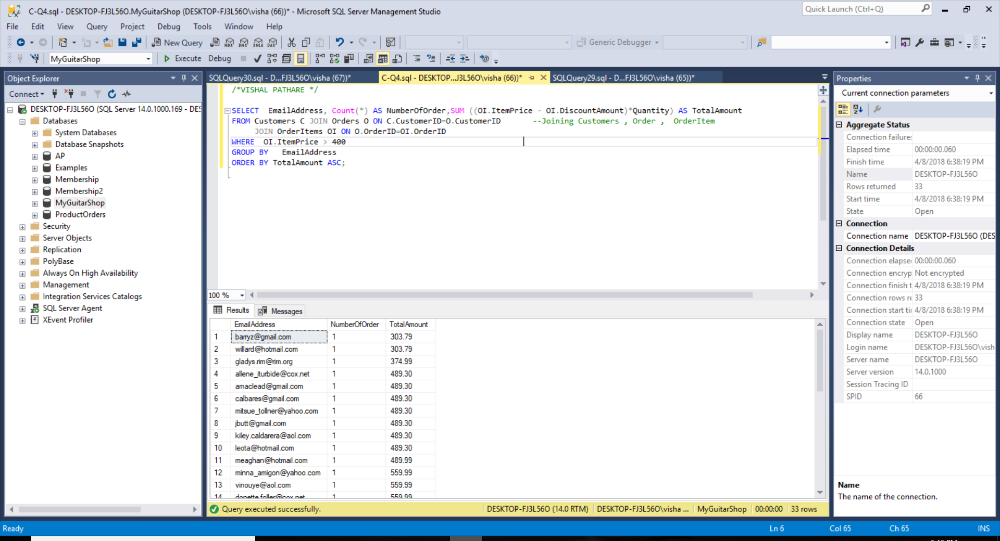 C-Q4.sql - DESKTOP-FJ3L56O.MyGuitarShop (DESKTOP-FJ3L56O\visha (66))* - Microsoft SQL Server Management Studio
Quick Launch (Ctrl+Q)
File Edit View Query Project Debug Tools Window Help
New Query MDX DMX XMLA DAX Generic Debugger
MyGuitarShop Execute Debug
Object Explorer
Connect
DESKTOP-FJ3L56O (SQL Server 14.0.1000.169 - DES
Databases
System Databases
Database Snapshots
AP
Examples
Membership
Membership2
MyGuitarShop
ProductOrders
Security
Server Objects
Replication
PolyBase
Always On High Availability
Management
Integration Services Catalogs
SQL Server Agent
XEvent Profiler
SQLQuery30.sql - D...FJ3L56O\visha (67))* C-Q4.sql - DESKTOP...J3L56O\visha (66))* SQLQuery29.sql - D...FJ3L56O\visha (65))*
/*VISHAL PATHARE */
SELECT EmailAddress, Count(*) AS NumberOfOrder,SUM ((OI.ItemPrice - OI.DiscountAmount)*Quantity) AS TotalAmount
FROM Customers C JOIN Orders O ON C.CustomerID=O.CustomerID --Joining Customers , Order , OrderItem
JOIN OrderItems OI ON O.OrderID=OI.OrderID
WHERE OI.ItemPrice > 400
GROUP BY EmailAddress
ORDER BY TotalAmount ASC;
100 %
Results Messages
EmailAddress NumberOfOrder TotalAmount
1 barryz@gmail.com 1 303.79
2 willard@hotmail.com 1 303.79
3 gladys.rim@rim.org 1 374.99
4 allene_iturbide@cox.net 1 489.30
5 amaclead@gmail.com 1 489.30
6 calbares@gmail.com 1 489.30
7 mitsue_tollner@yahoo.com 1 489.30
8 jbutt@gmail.com 1 489.30
9 kiley.caldarera@aol.com 1 489.30
10 leota@hotmail.com 1 489.30
11 meaghan@hotmail.com 1 489.99
12 minna_amigon@yahoo.com 1 559.99
13 vinouye@aol.com 1 559.99
14 donette.foller@cox.net 1 559.99
Query executed successfully. DESKTOP-FJ3L56O (14.0 RTM) DESKTOP-FJ3L56O\visha ... MyGuitarShop 00:00:00 33 rows
Properties
Current connection parameters
Aggregate Status
Connection failures
Elapsed time 00:00:00.060
Finish time 4/8/2018 6:38:19 PM
Name DESKTOP-FJ3L56O
Rows returned 33
Start time 4/8/2018 6:38:19 PM
State Open
Connection
Connection name DESKTOP-FJ3L56O (DES
Connection Details
Connection elapse 00:00:00.060
Connection encryp Not encrypted
Connection finish t 4/8/2018 6:38:19 PM
Connection rows re 33
Connection start ti 4/8/2018 6:38:19 PM
Connection state Open
Display name DESKTOP-FJ3L56O
Login name DESKTOP-FJ3L56O\vish
Server name DESKTOP-FJ3L56O
Server version 14.0.1000
Session Tracing ID
SPID 66
Name
The name of the connection.
Ready Ln 6 Col 65 Ch 65 INS